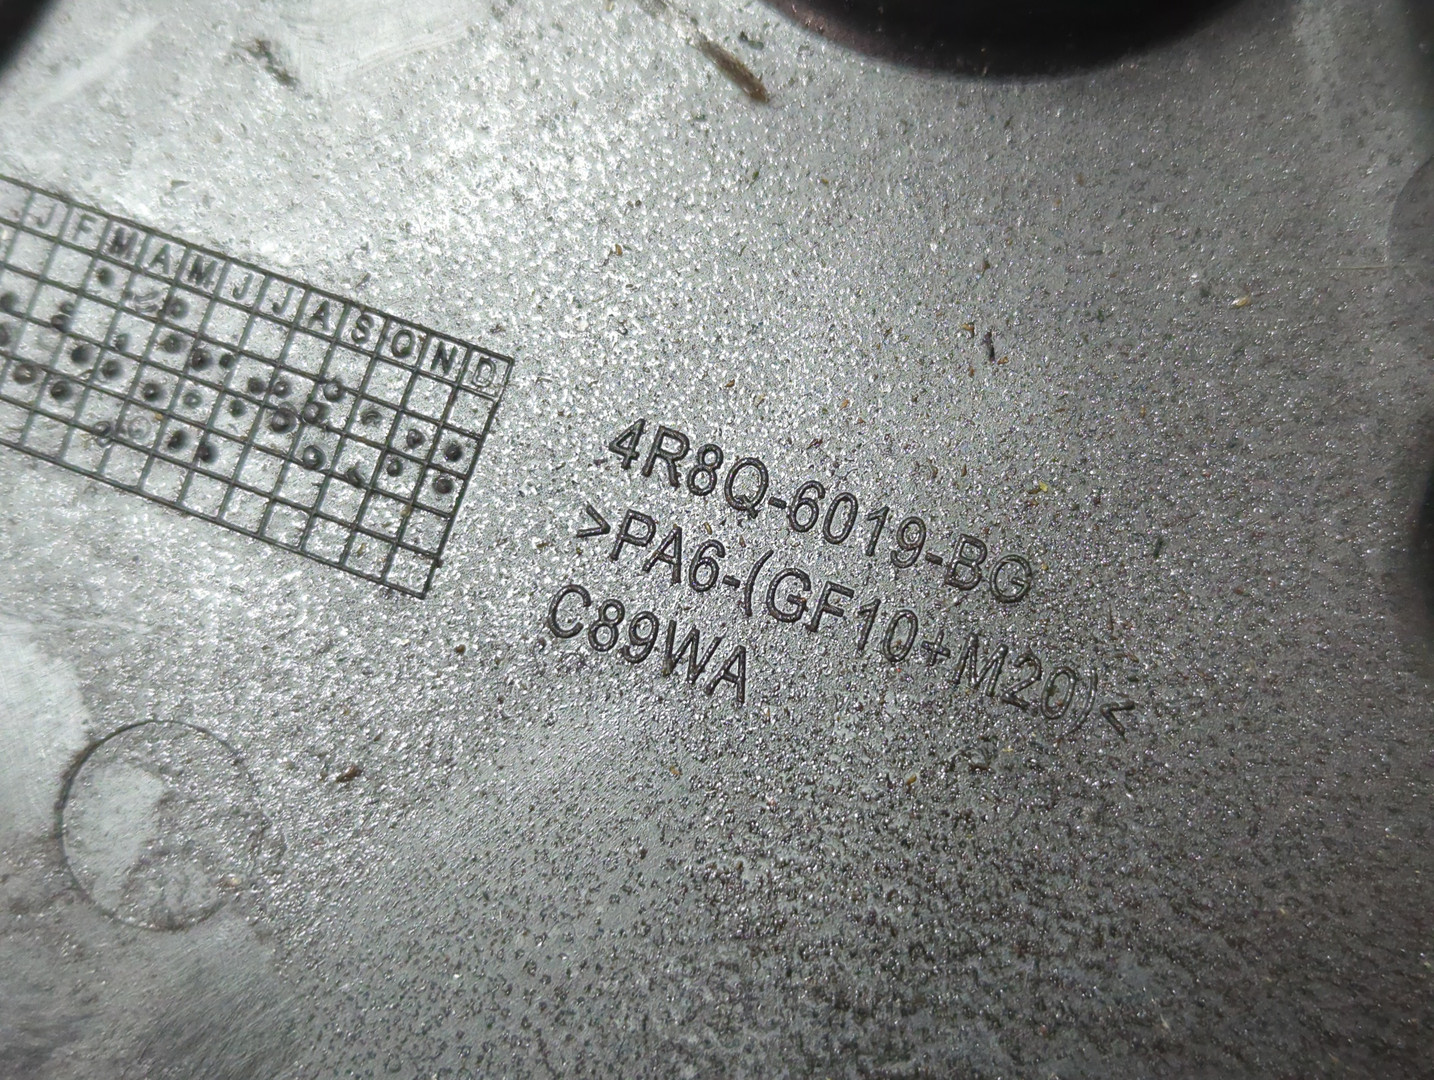 J F M A M J J A S O N D
4R8Q-6019-BG
>PA6-(GF10+M20)<
C89WA